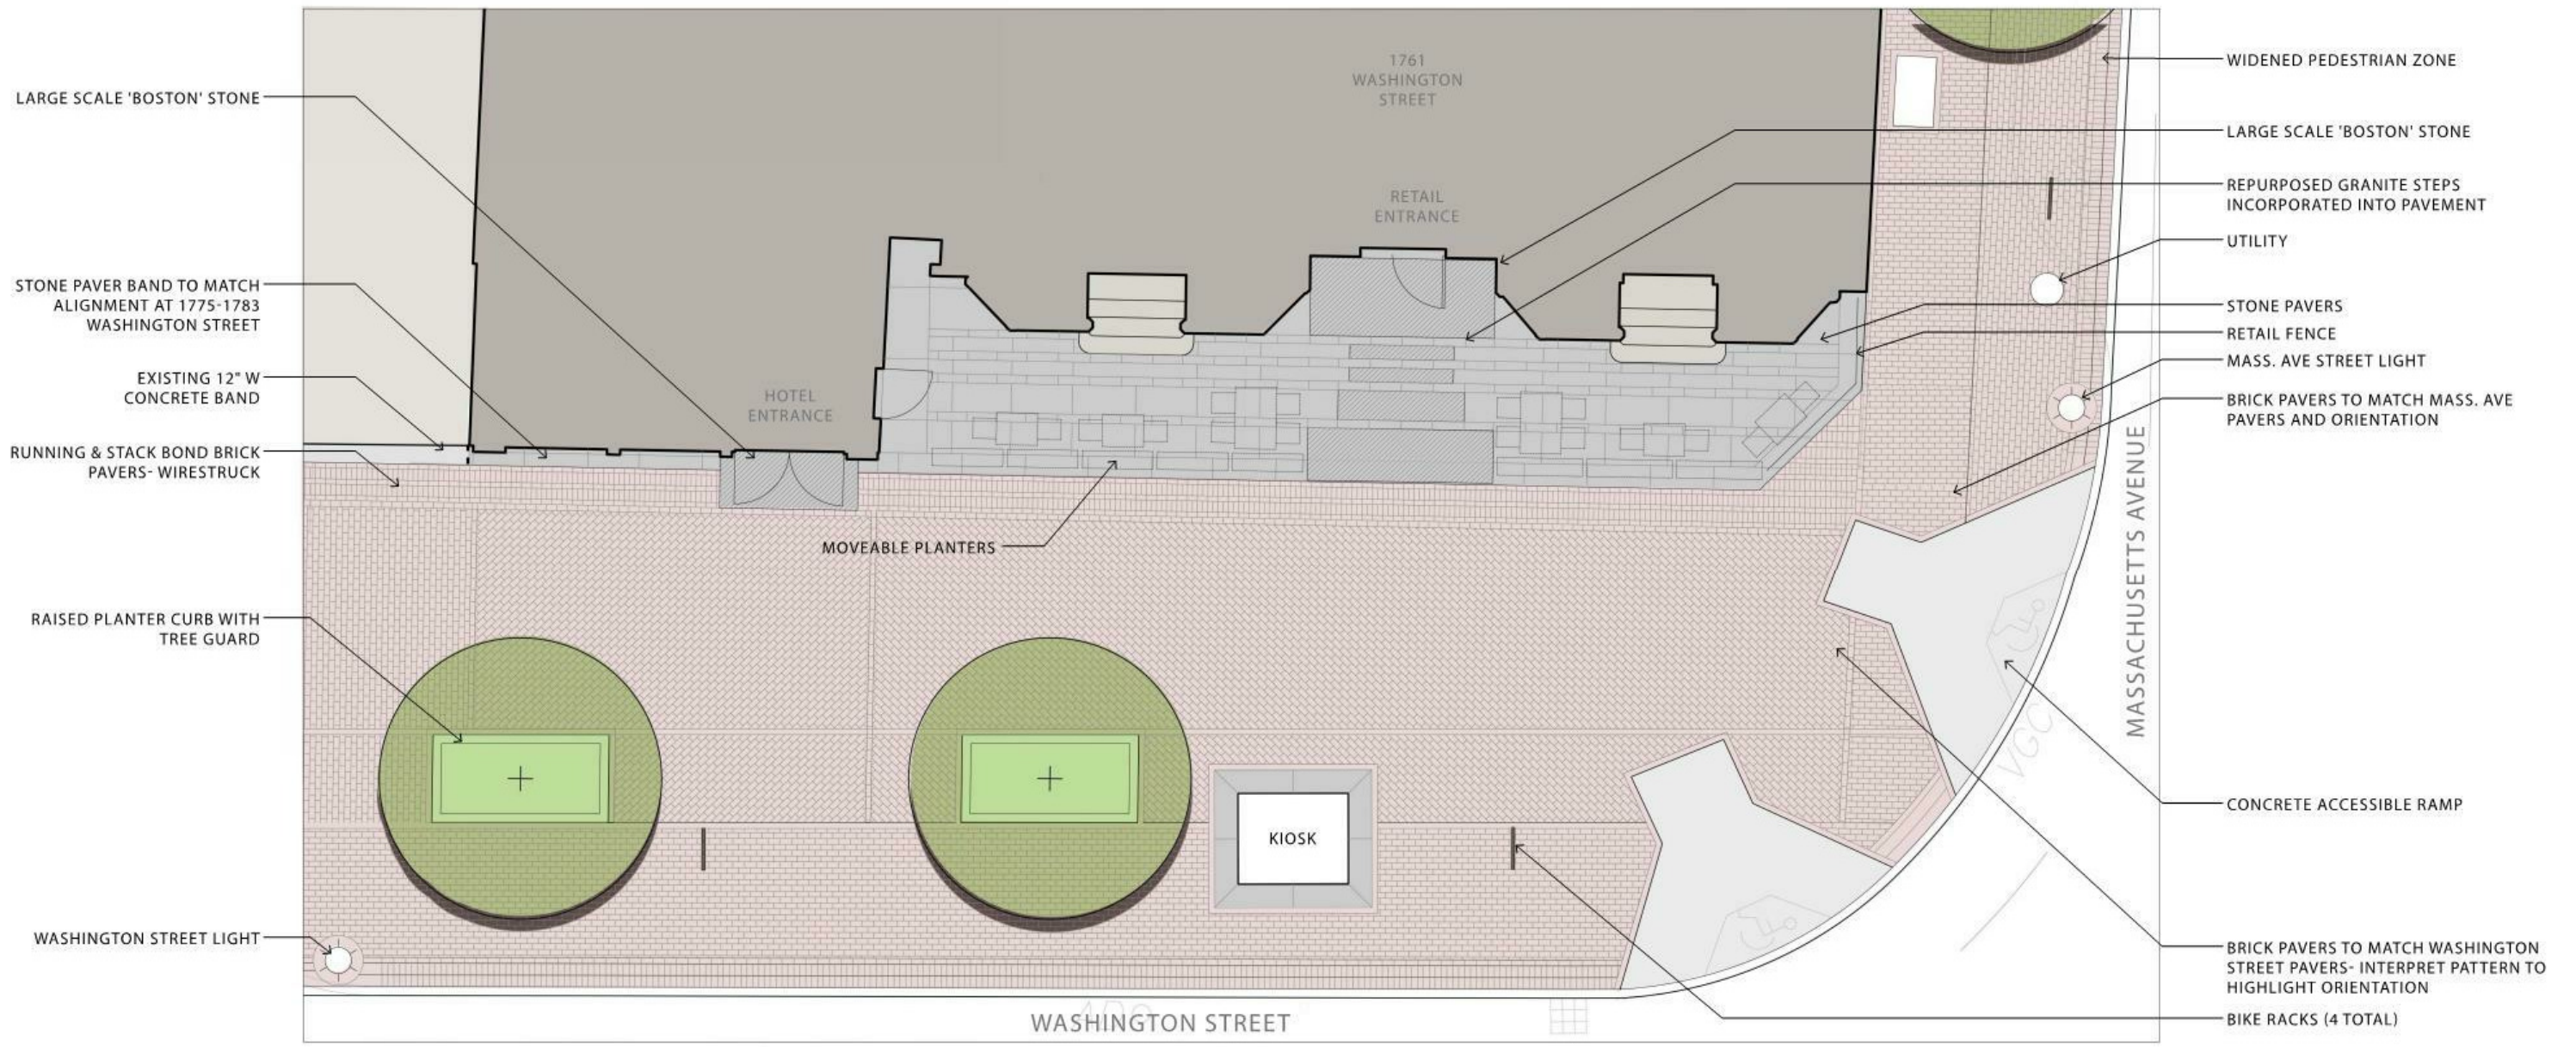 LARGE SCALE 'BOSTON' STONE
STONE PAVER BAND TO MATCH
ALIGNMENT AT 1775-1783
WASHINGTON STREET
EXISTING 12" W
CONCRETE BAND
RUNNING & STACK BOND BRICK
PAVERS- WIRESTRUCK
RAISED PLANTER CURB WITH
TREE GUARD
WASHINGTON STREET LIGHT
1761
WASHINGTON
STREET
RETAIL
ENTRANCE
HOTEL
ENTRANCE
MOVEABLE PLANTERS
KIOSK
WASHINGTON STREET
MASSACHUSETTS AVENUE
VGC
WIDENED PEDESTRIAN ZONE
LARGE SCALE 'BOSTON' STONE
REPURPOSED GRANITE STEPS
INCORPORATED INTO PAVEMENT
UTILITY
STONE PAVERS
RETAIL FENCE
MASS. AVE STREET LIGHT
BRICK PAVERS TO MATCH MASS. AVE
PAVERS AND ORIENTATION
CONCRETE ACCESSIBLE RAMP
BRICK PAVERS TO MATCH WASHINGTON
STREET PAVERS- INTERPRET PATTERN TO
HIGHLIGHT ORIENTATION
BIKE RACKS (4 TOTAL)